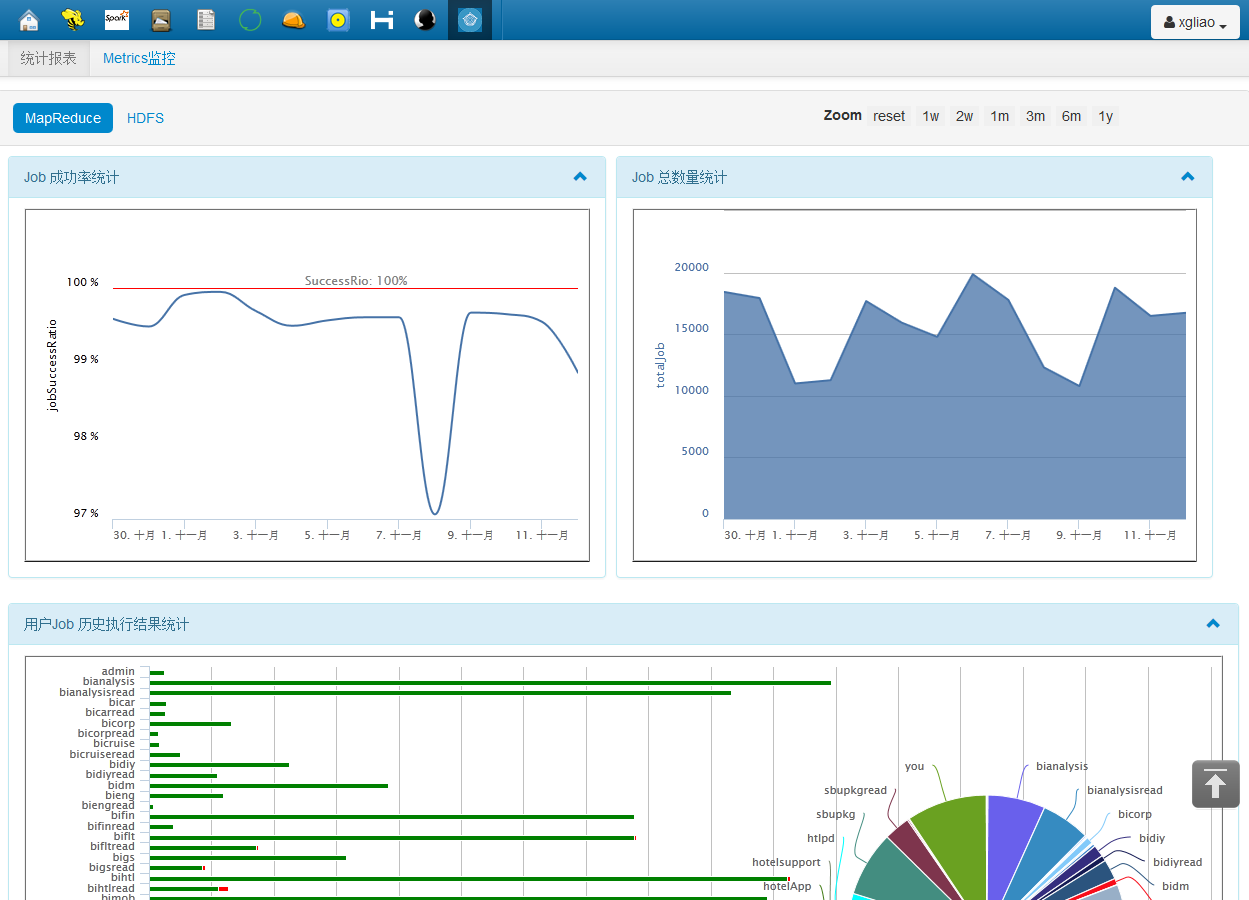 Spark
xgliao
统计报表 Metrics监控
MapReduce HDFS Zoom reset 1w 2w 1m 3m 6m 1y
Job 成功率统计
SuccessRio: 100%
100 %
99 %
98 %
97 %
jobSuccessRatio
30. 十月 1. 十一月 3. 十一月 5. 十一月 7. 十一月 9. 十一月 11. 十一月
Job 总数量统计
20000
15000
10000
5000
0
totalJob
30. 十月 1. 十一月 3. 十一月 5. 十一月 7. 十一月 9. 十一月 11. 十一月
用户Job 历史执行结果统计
admin
bianalysis
bianalysisread
bicar
bicarread
bicorp
bicorpread
bicruise
bicruiseread
bidiy
bidiyread
bidm
bieng
biengread
bifin
bifinread
biflt
bifltread
bigs
bigsread
bihtl
bihtlread
bimob
you
sbupkgread
sbupkg
htlpd
hotelsupport
hotelApp
bianalysis
bianalysisread
bicorp
bidiy
bidiyread
bidm